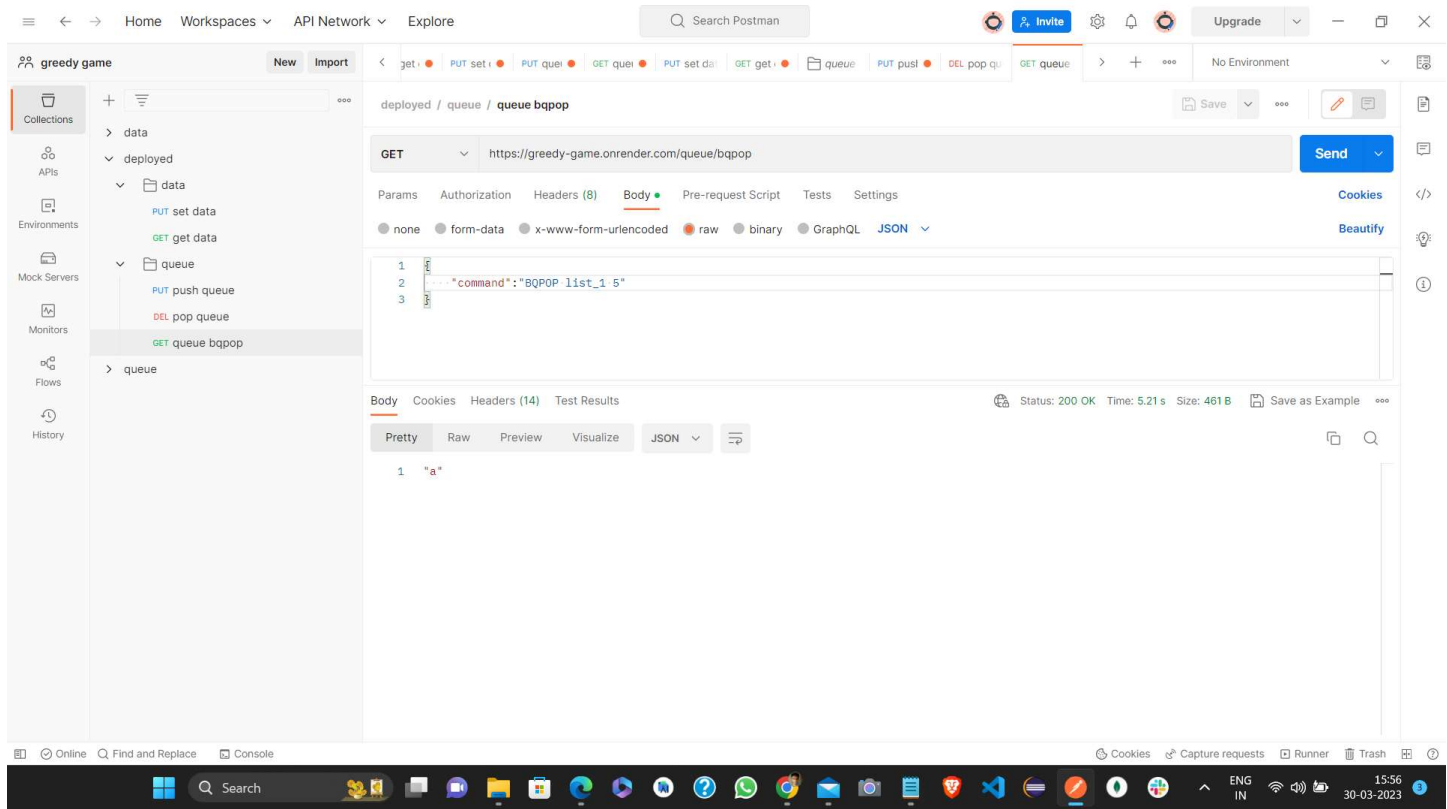 Home Workspaces API Network Explore Search Postman Invite Upgrade
greedy game New Import
get PUT set PUT que GET que PUT set da GET get queue PUT pus DEL pop qu GET queue No Environment
Collections
APIs
Environments
Mock Servers
Monitors
Flows
History
data
deployed
data
PUT set data
GET get data
queue
PUT push queue
DEL pop queue
GET queue bqpop
queue
deployed / queue / queue bqpop Save
GET https://greedy-game.onrender.com/queue/bqpop Send
Params Authorization Headers (8) Body Pre-request Script Tests Settings Cookies
none form-data x-www-form-urlencoded raw binary GraphQL JSON Beautify
1 {
2 "command":"BQPOP list_1 5"
3 }
Body Cookies Headers (14) Test Results Status: 200 OK Time: 5.21 s Size: 461 B Save as Example
Pretty Raw Preview Visualize JSON
1 "a"
Online Find and Replace Console Cookies Capture requests Runner Trash
Search ENG IN 15:56 30-03-2023 3